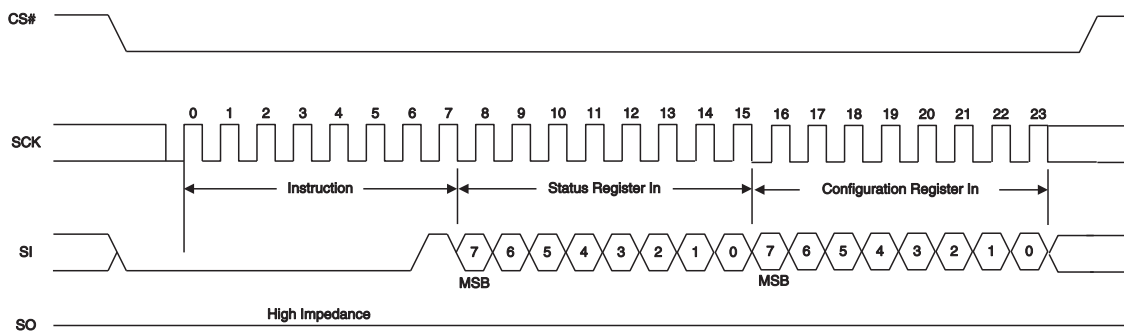 CS#
0 1 2 3 4 5 6 7 8 9 10 11 12 13 14 15 16 17 18 19 20 21 22 23
SCK
Instruction Status Register In Configuration Register In
SI 7 6 5 4 3 2 1 0 7 6 5 4 3 2 1 0
MSB MSB
High Impedance
SO